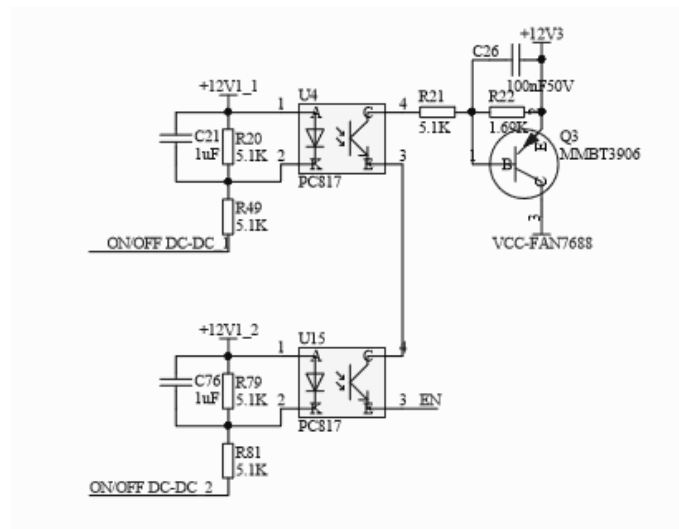 +12V3
C26
100nF50V
+12V1_1
U4
1
A
C
4
R21
5.1K
R22
1.69K
2
Q3
MMBT3906
E
B
C
1
3
VCC-FAN7688
C21
1uF
R20
5.1K
2
K
E
3
PC817
R49
5.1K
ON/OFF DC-DC_1
+12V1_2
U15
1
A
C
4
C76
1uF
R79
5.1K
2
K
E
3
EN
PC817
R81
5.1K
ON/OFF DC-DC_2